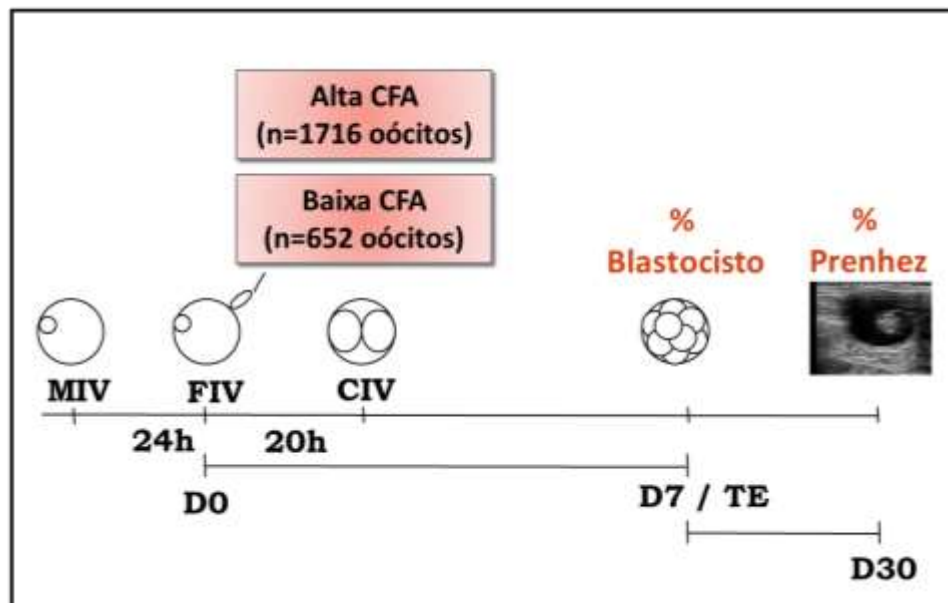 Alta CFA
(n=1716 oócitos)
Baixa CFA
(n=652 oócitos)
%
Blastocisto
%
Prenhez
MIV
FIV
CIV
24h
20h
D0
D7 / TE
D30